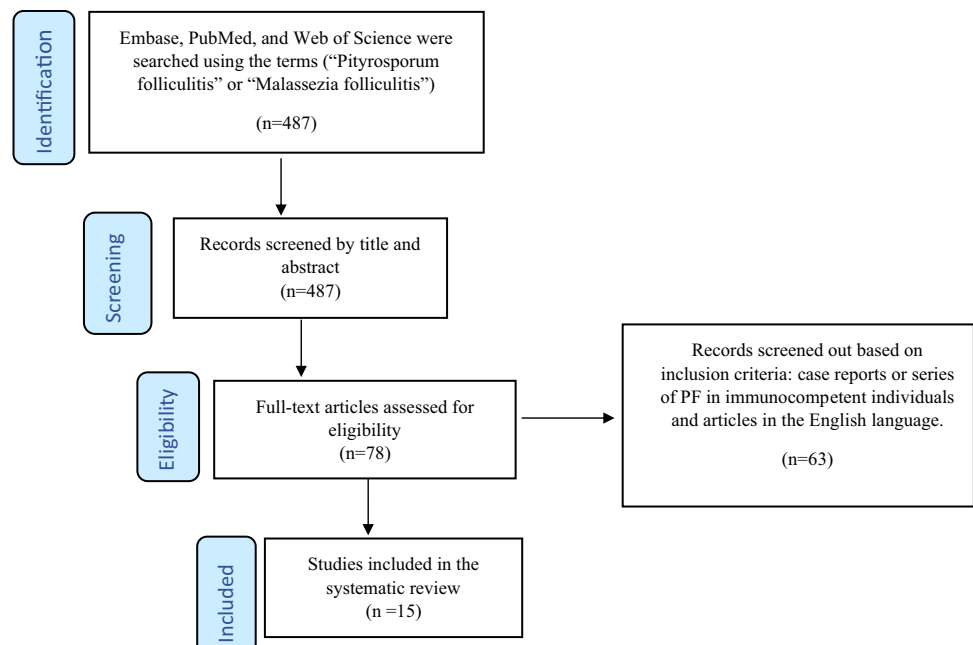 Identification
Embase, PubMed, and Web of Science were
searched using the terms (“Pityrosporum
folliculitis” or “Malassezia folliculitis”)
(n=487)
Screening
Records screened by title and
abstract
(n=487)
Eligibility
Full-text articles assessed for
eligibility
(n=78)
Records screened out based on
inclusion criteria: case reports or series
of PF in immunocompetent individuals
and articles in the English language.
(n=63)
Included
Studies included in the
systematic review
(n =15)